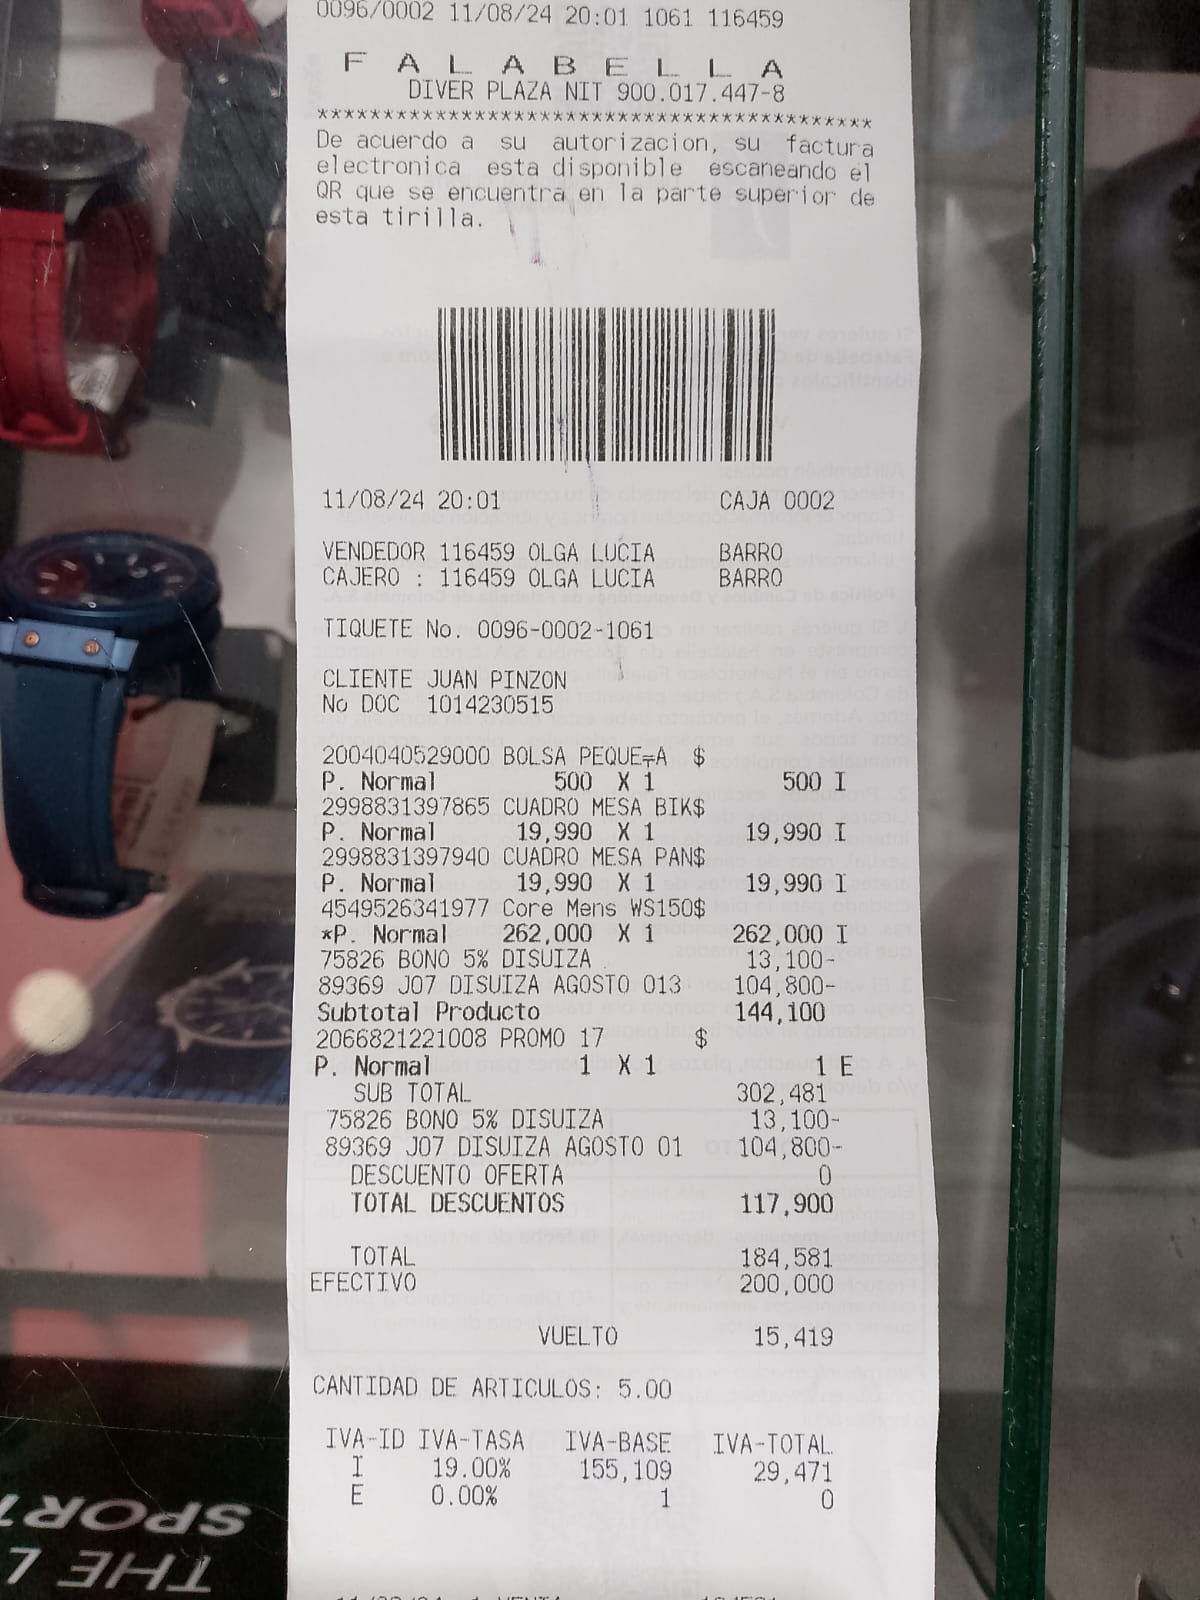 0096/0002 11/08/24 20:01 1061 116459
F A L A B E L L A
DIVER PLAZA NIT 900.017.447-8
*******************************************
De acuerdo a su autorizacion, su factura
electronica esta disponible escaneando el
QR que se encuentra en la parte superior de
esta tirilla.
11/08/24 20:01 CAJA 0002
VENDEDOR 116459 OLGA LUCIA BARRO
CAJERO : 116459 OLGA LUCIA BARRO
TIQUETE No. 0096-0002-1061
CLIENTE JUAN PINZON
No DOC 1014230515
2004040529000 BOLSA PEQUE╤A $
P. Normal 500 X 1 500 I
2998831397865 CUADRO MESA BIK$
P. Normal 19,990 X 1 19,990 I
2998831397940 CUADRO MESA PAN$
P. Normal 19,990 X 1 19,990 I
4549526341977 Core Mens WS150$
*P. Normal 262,000 X 1 262,000 I
75826 BONO 5% DISUIZA 13,100-
89369 J07 DISUIZA AGOSTO 013 104,800-
Subtotal Producto 144,100
2066821221008 PROMO 17 $
P. Normal 1 X 1 1 E
SUB TOTAL 302,481
75826 BONO 5% DISUIZA 13,100-
89369 J07 DISUIZA AGOSTO 01 104,800-
DESCUENTO OFERTA 0
TOTAL DESCUENTOS 117,900
TOTAL 184,581
EFECTIVO 200,000
VUELTO 15,419
CANTIDAD DE ARTICULOS: 5.00
IVA-ID IVA-TASA IVA-BASE IVA-TOTAL
I 19.00% 155,109 29,471
E 0.00% 1 0
THE L
SPORT